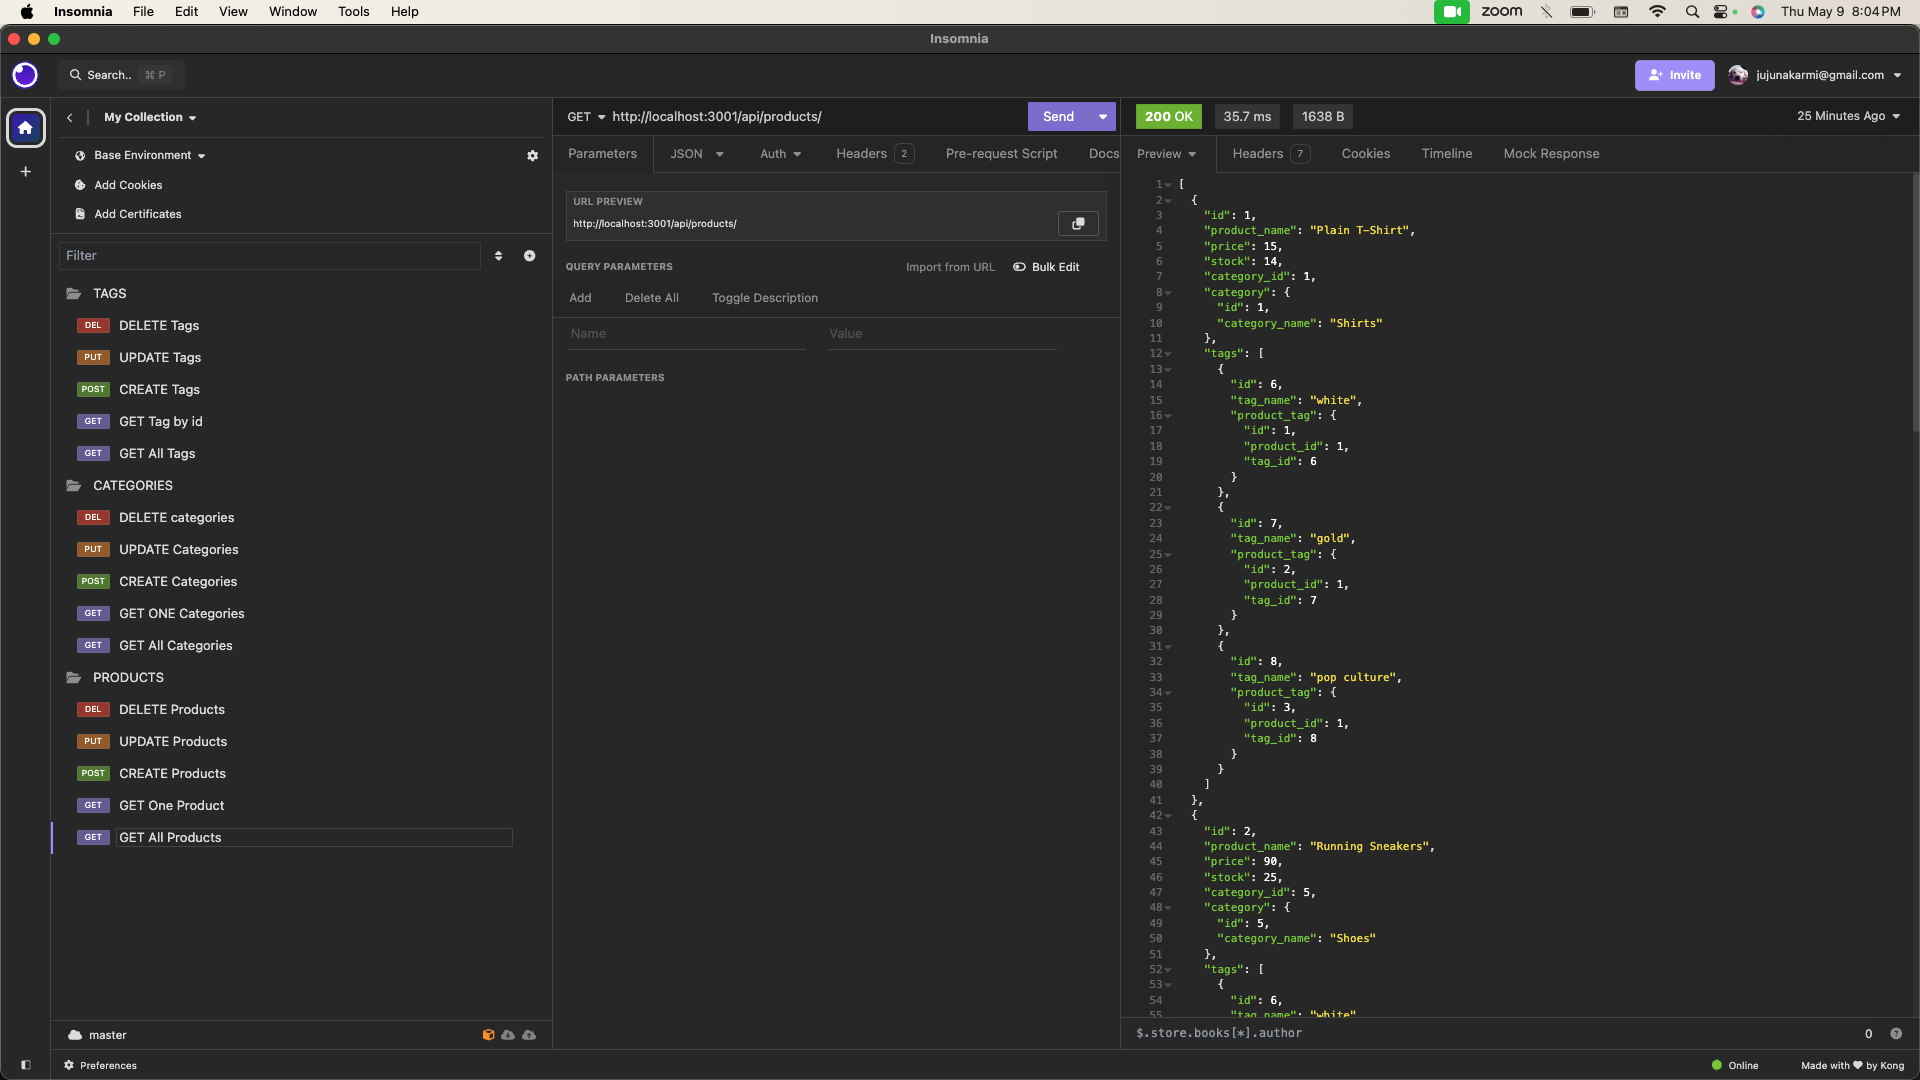 Insomnia File Edit View Window Tools Help
zoom Thu May 9 8:04 PM
Insomnia
Search.. ⌘ P
Invite jujunakarmi@gmail.com
My Collection
Base Environment
Add Cookies
Add Certificates
Filter
TAGS
DEL DELETE Tags
PUT UPDATE Tags
POST CREATE Tags
GET GET Tag by id
GET GET All Tags
CATEGORIES
DEL DELETE categories
PUT UPDATE Categories
POST CREATE Categories
GET GET ONE Categories
GET GET All Categories
PRODUCTS
DEL DELETE Products
PUT UPDATE Products
POST CREATE Products
GET GET One Product
GET GET All Products
master
Preferences
GET http://localhost:3001/api/products/ Send
Parameters JSON Auth Headers 2 Pre-request Script Docs
URL PREVIEW
http://localhost:3001/api/products/
QUERY PARAMETERS Import from URL Bulk Edit
Add Delete All Toggle Description
Name Value
PATH PARAMETERS
200 OK 35.7 ms 1638 B 25 Minutes Ago
Preview Headers 7 Cookies Timeline Mock Response
1 [
2 {
3 "id": 1,
4 "product_name": "Plain T-Shirt",
5 "price": 15,
6 "stock": 14,
7 "category_id": 1,
8 "category": {
9 "id": 1,
10 "category_name": "Shirts"
11 },
12 "tags": [
13 {
14 "id": 6,
15 "tag_name": "white",
16 "product_tag": {
17 "id": 1,
18 "product_id": 1,
19 "tag_id": 6
20 }
21 },
22 {
23 "id": 7,
24 "tag_name": "gold",
25 "product_tag": {
26 "id": 2,
27 "product_id": 1,
28 "tag_id": 7
29 }
30 },
31 {
32 "id": 8,
33 "tag_name": "pop culture",
34 "product_tag": {
35 "id": 3,
36 "product_id": 1,
37 "tag_id": 8
38 }
39 }
40 ]
41 },
42 {
43 "id": 2,
44 "product_name": "Running Sneakers",
45 "price": 90,
46 "stock": 25,
47 "category_id": 5,
48 "category": {
49 "id": 5,
50 "category_name": "Shoes"
51 },
52 "tags": [
53 {
54 "id": 6,
55 "tag_name": "white"
$.store.books[*].author 0
Online Made with ♥ by Kong